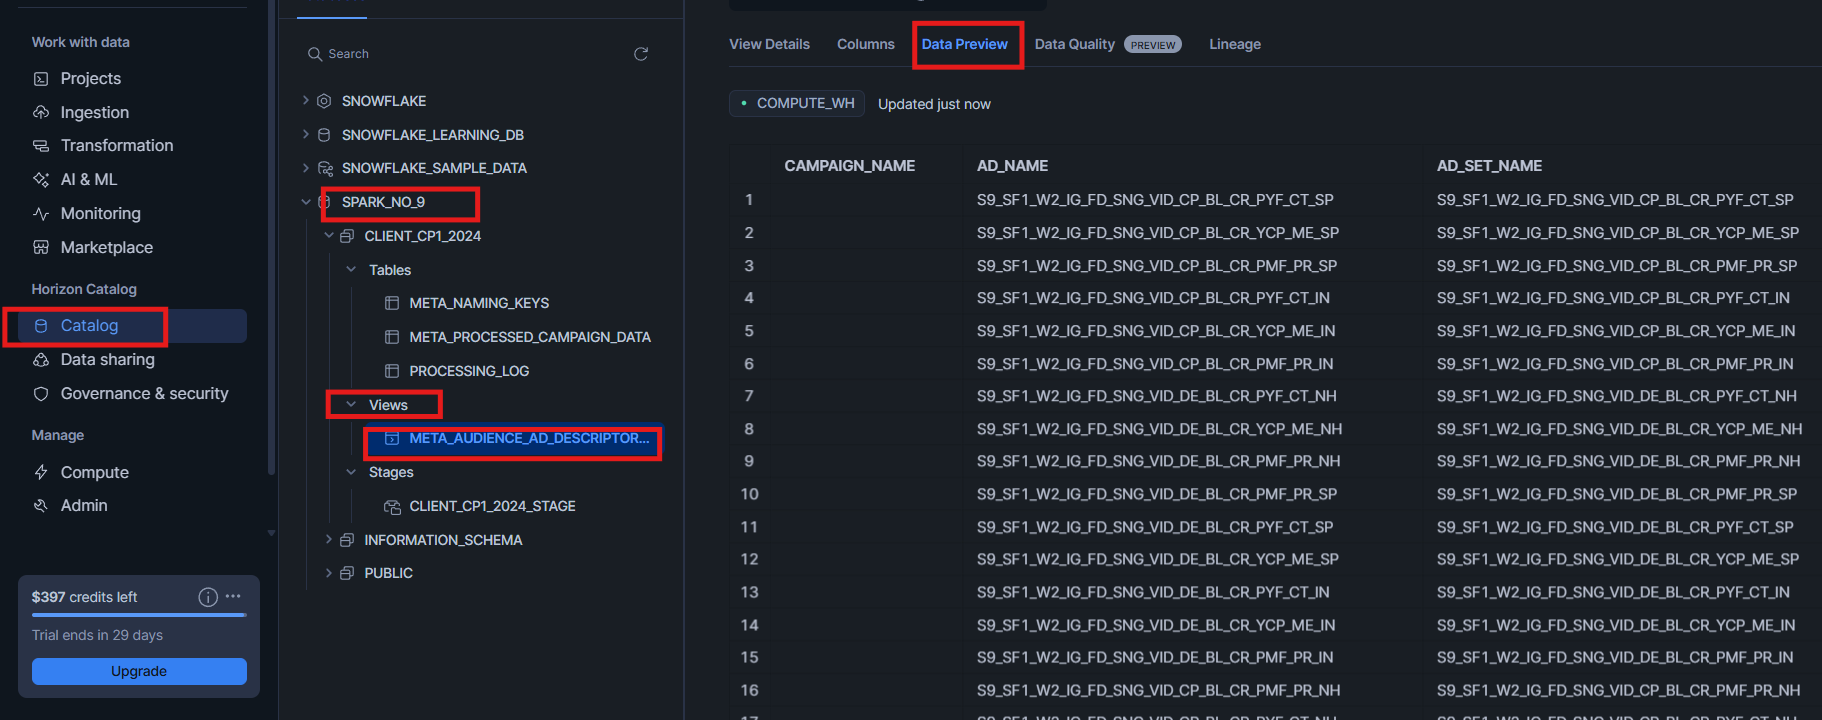 Work with data
Projects
Ingestion
Transformation
AI & ML
Monitoring
Marketplace
Horizon Catalog
Catalog
Data sharing
Governance & security
Manage
Compute
Admin
$397 credits left
Trial ends in 29 days
Upgrade
Search
SNOWFLAKE
SNOWFLAKE_LEARNING_DB
SNOWFLAKE_SAMPLE_DATA
SPARK_NO_9
CLIENT_CP1_2024
Tables
META_NAMING_KEYS
META_PROCESSED_CAMPAIGN_DATA
PROCESSING_LOG
Views
META_AUDIENCE_AD_DESCRIPTOR...
Stages
CLIENT_CP1_2024_STAGE
INFORMATION_SCHEMA
PUBLIC
View Details Columns Data Preview Data Quality PREVIEW Lineage
COMPUTE_WH Updated just now
CAMPAIGN_NAME AD_NAME AD_SET_NAME
1 S9_SF1_W2_IG_FD_SNG_VID_CP_BL_CR_PYF_CT_SP S9_SF1_W2_IG_FD_SNG_VID_CP_BL_CR_PYF_CT_SP
2 S9_SF1_W2_IG_FD_SNG_VID_CP_BL_CR_YCP_ME_SP S9_SF1_W2_IG_FD_SNG_VID_CP_BL_CR_YCP_ME_SP
3 S9_SF1_W2_IG_FD_SNG_VID_CP_BL_CR_PMF_PR_SP S9_SF1_W2_IG_FD_SNG_VID_CP_BL_CR_PMF_PR_SP
4 S9_SF1_W2_IG_FD_SNG_VID_CP_BL_CR_PYF_CT_IN S9_SF1_W2_IG_FD_SNG_VID_CP_BL_CR_PYF_CT_IN
5 S9_SF1_W2_IG_FD_SNG_VID_CP_BL_CR_YCP_ME_IN S9_SF1_W2_IG_FD_SNG_VID_CP_BL_CR_YCP_ME_IN
6 S9_SF1_W2_IG_FD_SNG_VID_CP_BL_CR_PMF_PR_IN S9_SF1_W2_IG_FD_SNG_VID_CP_BL_CR_PMF_PR_IN
7 S9_SF1_W2_IG_FD_SNG_VID_DE_BL_CR_PYF_CT_NH S9_SF1_W2_IG_FD_SNG_VID_DE_BL_CR_PYF_CT_NH
8 S9_SF1_W2_IG_FD_SNG_VID_DE_BL_CR_YCP_ME_NH S9_SF1_W2_IG_FD_SNG_VID_DE_BL_CR_YCP_ME_NH
9 S9_SF1_W2_IG_FD_SNG_VID_DE_BL_CR_PMF_PR_NH S9_SF1_W2_IG_FD_SNG_VID_DE_BL_CR_PMF_PR_NH
10 S9_SF1_W2_IG_FD_SNG_VID_DE_BL_CR_PMF_PR_SP S9_SF1_W2_IG_FD_SNG_VID_DE_BL_CR_PMF_PR_SP
11 S9_SF1_W2_IG_FD_SNG_VID_DE_BL_CR_PYF_CT_SP S9_SF1_W2_IG_FD_SNG_VID_DE_BL_CR_PYF_CT_SP
12 S9_SF1_W2_IG_FD_SNG_VID_DE_BL_CR_YCP_ME_SP S9_SF1_W2_IG_FD_SNG_VID_DE_BL_CR_YCP_ME_SP
13 S9_SF1_W2_IG_FD_SNG_VID_DE_BL_CR_PYF_CT_IN S9_SF1_W2_IG_FD_SNG_VID_DE_BL_CR_PYF_CT_IN
14 S9_SF1_W2_IG_FD_SNG_VID_DE_BL_CR_YCP_ME_IN S9_SF1_W2_IG_FD_SNG_VID_DE_BL_CR_YCP_ME_IN
15 S9_SF1_W2_IG_FD_SNG_VID_DE_BL_CR_PMF_PR_IN S9_SF1_W2_IG_FD_SNG_VID_DE_BL_CR_PMF_PR_IN
16 S9_SF1_W2_IG_FD_SNG_VID_CP_BL_CR_PMF_PR_NH S9_SF1_W2_IG_FD_SNG_VID_CP_BL_CR_PMF_PR_NH